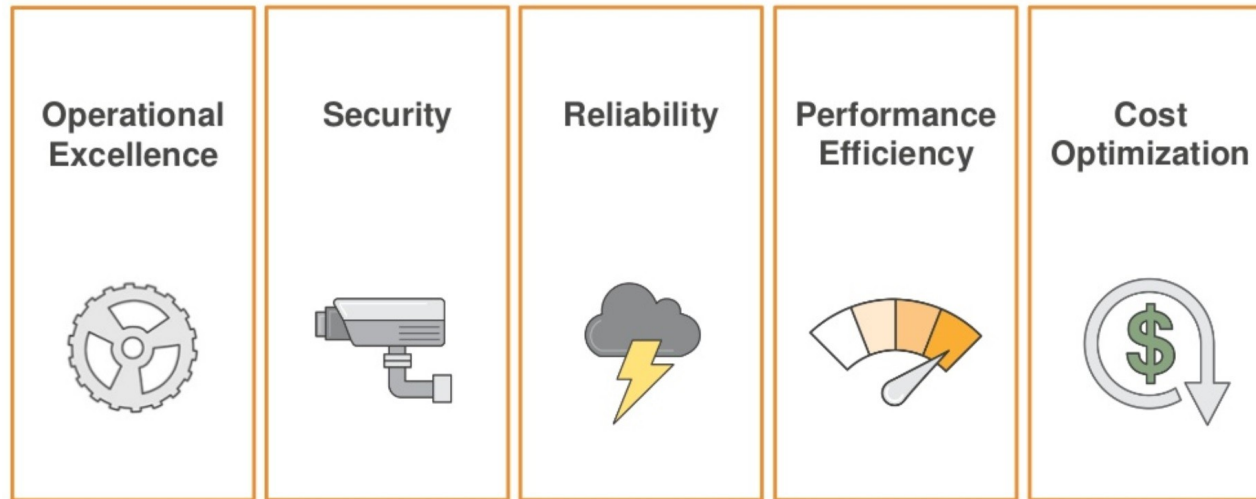 Operational
Excellence
Security
Reliability
Performance
Efficiency
Cost
Optimization
$